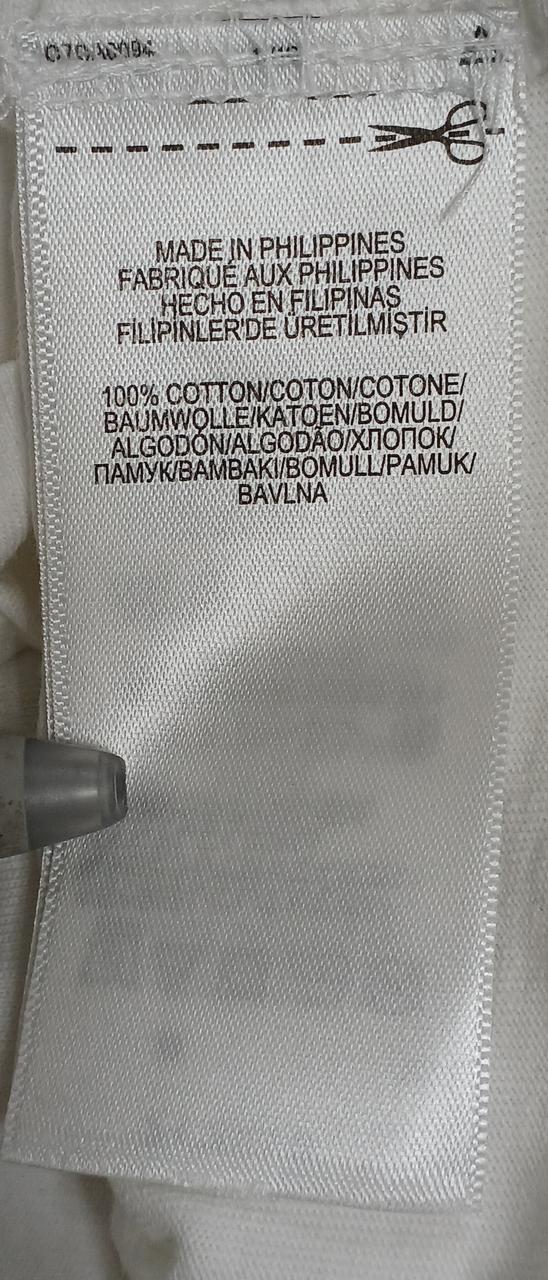 MADE IN PHILIPPINES
FABRIQUÉ AUX PHILIPPINES
HECHO EN FILIPINAS
FİLİPİNLER'DE ÜRETİLMİŞTİR
100% COTTON/COTON/COTONE/
BAUMWOLLE/KATOEN/BOMULD/
ALGODÓN/ALGODÃO/ХЛОПОК/
ПАМУК/BAMBAKI/BOMULL/PAMUK/
BAVLNA